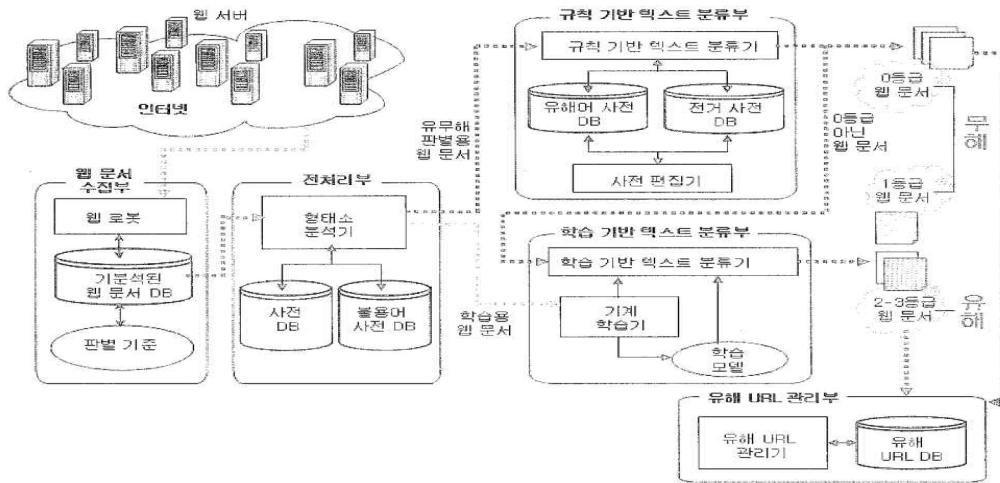 웹 서버
인터넷
웹 문서
수집부
웹 로봇
기분석된
웹 문서 DB
판별 기준
전처리부
형태소
분석기
사전
DB
불용어
사전 DB
유무해
판별용
웹 문서
학습용
웹 문서
규칙 기반 텍스트 분류부
규칙 기반 텍스트 분류기
유해어 사전
DB
전거 사전
DB
사전 편집기
0등급
아닌
웹 문서
학습 기반 텍스트 분류부
학습 기반 텍스트 분류기
기계
학습기
학습
모델
0등급
웹 문서
무해
1등급
웹 문서
2-3등급
웹 문서
유해
유해 URL 관리부
유해 URL
관리기
유해
URL DB